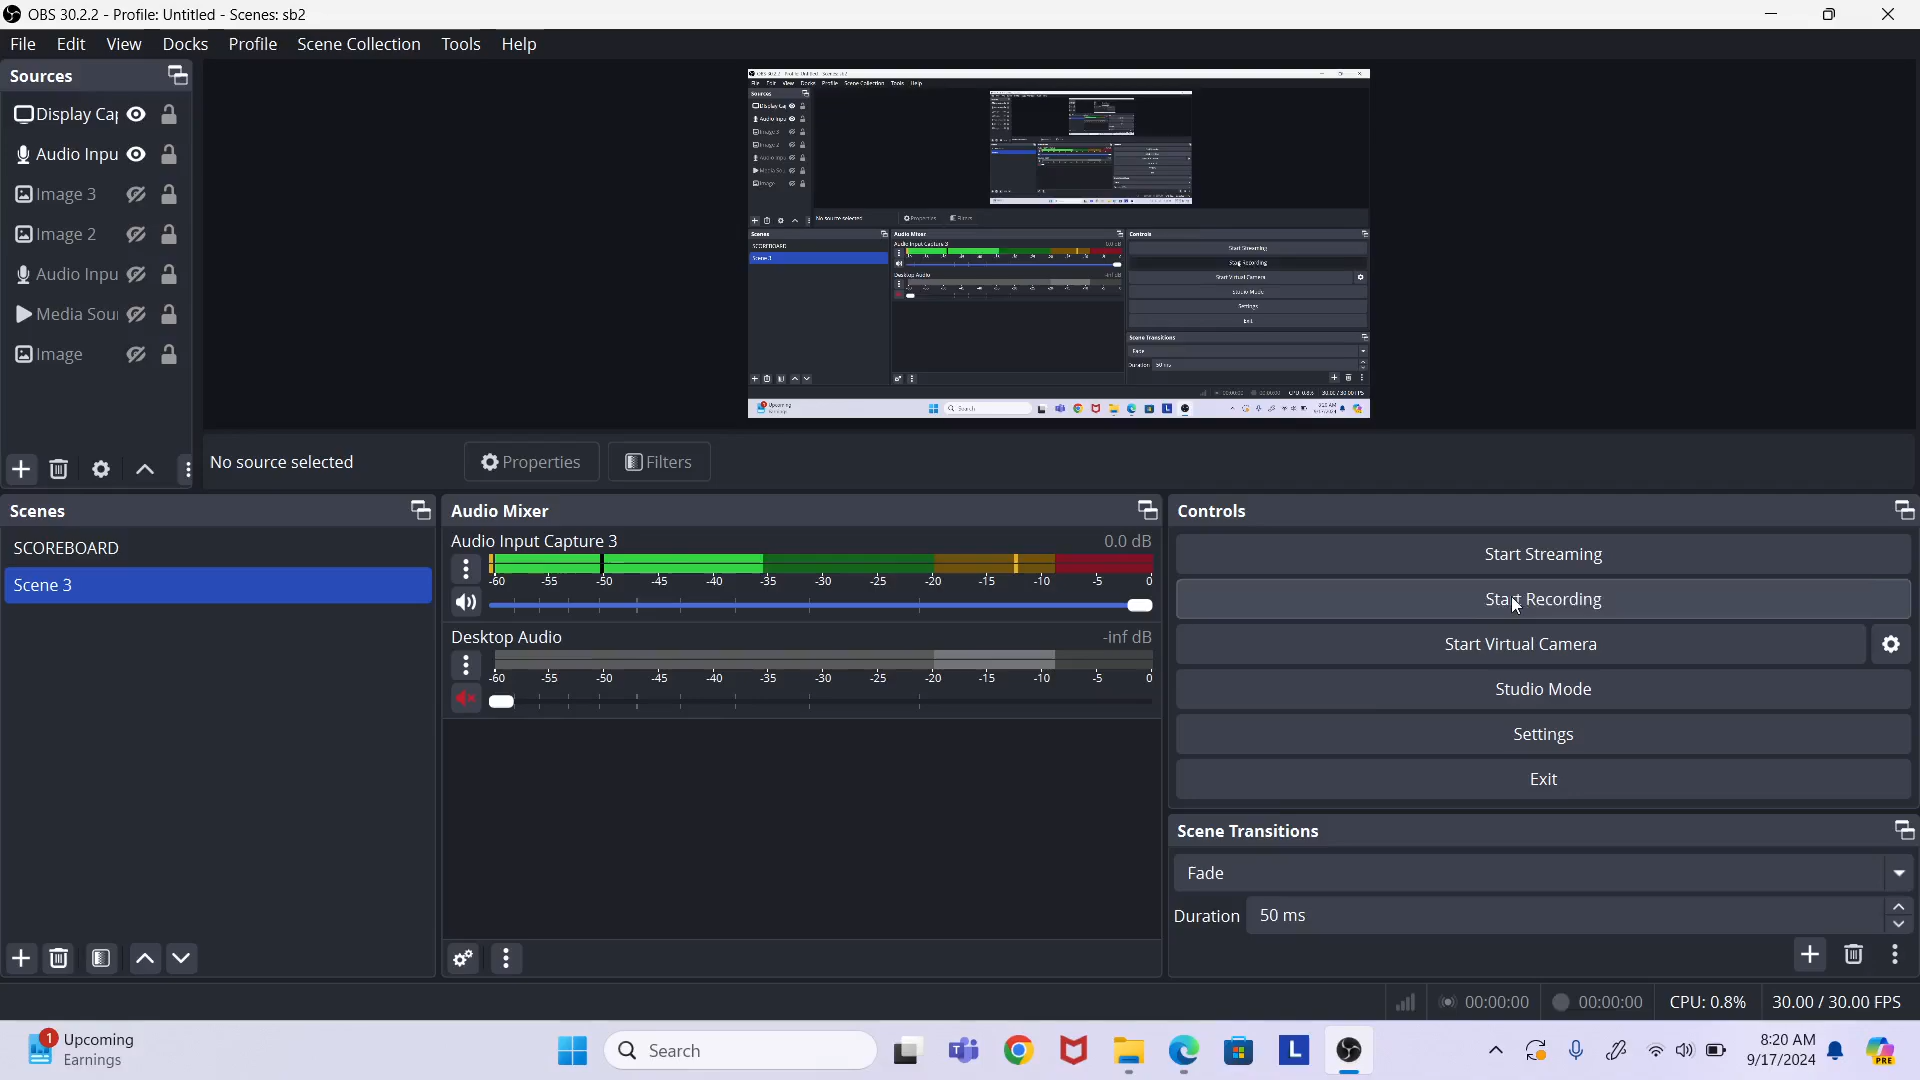 OBS 30.2.2 - Profile: Untitled - Scenes: sb2
File Edit View Docks Profile Scene Collection Tools Help
Sources
Display Cap
Audio Inpu
Image 3
Image 2
Audio Inpu
Media Sou
Image
No source selected
Properties
Filters
Scenes
SCOREBOARD
Scene 3
Audio Mixer
Audio Input Capture 3 0.0 dB
-60 -55 -50 -45 -40 -35 -30 -25 -20 -15 -10 -5 0
Desktop Audio -inf dB
-60 -55 -50 -45 -40 -35 -30 -25 -20 -15 -10 -5 0
Controls
Start Streaming
Start Recording
Start Virtual Camera
Studio Mode
Settings
Exit
Scene Transitions
Fade
Duration 50 ms
00:00:00 00:00:00 CPU: 0.8% 30.00 / 30.00 FPS
1 Upcoming
Earnings
Search
L
8:20 AM
9/17/2024
PRE